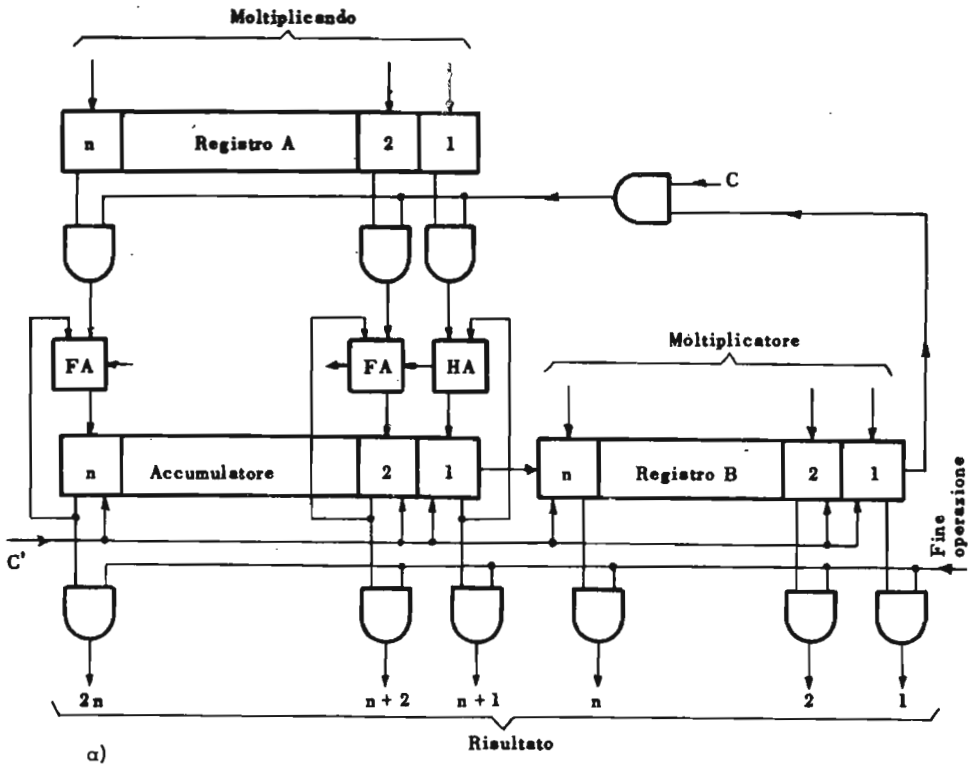 Moltiplicando
n Registro A 2 1
C
FA FA HA
Moltiplicatore
n Accumulatore 2 1
n Registro B 2 1
Fine operazione
C'
2n n + 2 n + 1 n 2 1
Risultato
α)